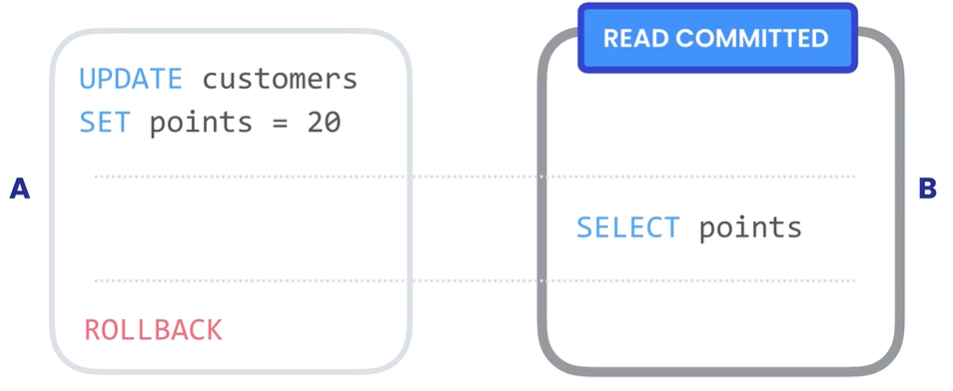 READ COMMITTED
UPDATE customers
SET points = 20
A
B
SELECT points
ROLLBACK